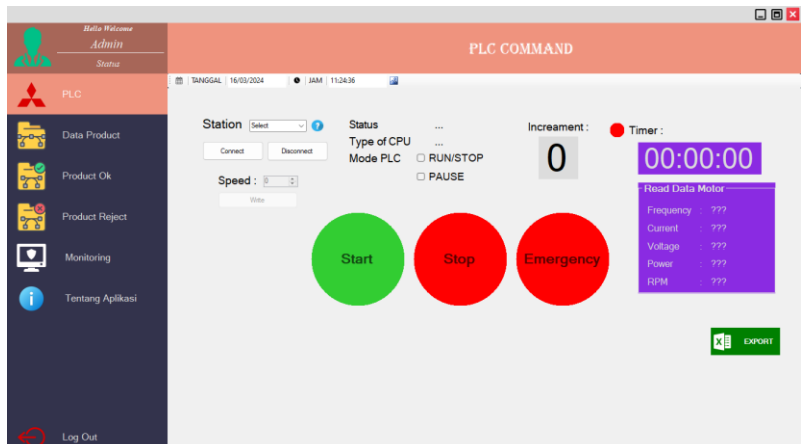 Hello Welcome
Admin
Status
PLC COMMAND
TANGGAL 16/03/2024 JAM 11:24:36
PLC
Data Product
Product Ok
Product Reject
Monitoring
Tentang Aplikasi
Log Out
Station Select ?
Connect Disconnect
Speed : 0
Write
Status ...
Type of CPU ...
Mode PLC RUN/STOP
PAUSE
Increament :
0
Timer :
00:00:00
Start
Stop
Emergency
Read Data Motor
Frequency : ???
Current : ???
Voltage : ???
Power : ???
RPM : ???
EXPORT